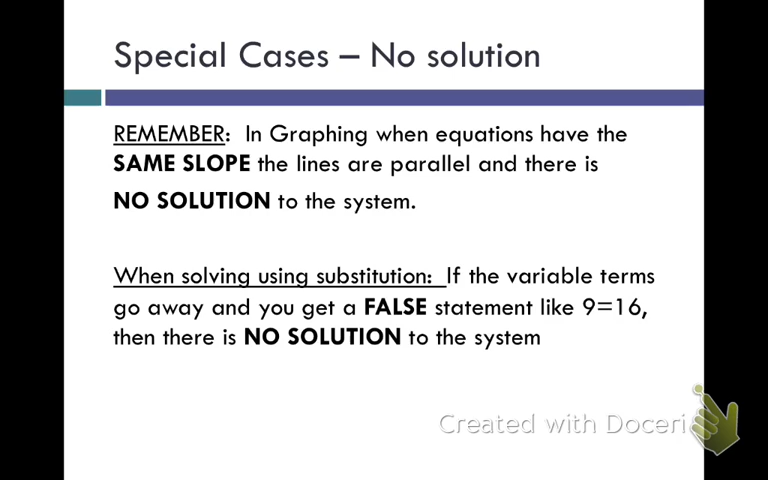 Special Cases – No solution
REMEMBER:  In Graphing when equations have the
SAME SLOPE the lines are parallel and there is
NO SOLUTION to the system.
When solving using substitution:  If the variable terms
go away and you get a FALSE statement like 9=16,
then there is NO SOLUTION to the system
Created with Doceri